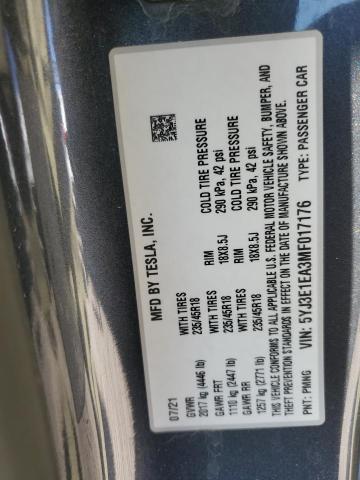 MFD BY TESLA, INC.
07/21
GVWR
2017 kg (4446 lb)
WITH TIRES RIM COLD TIRE PRESSURE
GAWR FRT 235/45R18 18X8.5J 290 kPa, 42 psi
1110 kg (2447 lb)
WITH TIRES RIM COLD TIRE PRESSURE
GAWR RR 235/45R18 18X8.5J 290 kPa, 42 psi
1257 kg (2771 lb)
THIS VEHICLE CONFORMS TO ALL APPLICABLE U.S. FEDERAL MOTOR VEHICLE SAFETY, BUMPER, AND
THEFT PREVENTION STANDARDS IN EFFECT ON THE DATE OF MANUFACTURE SHOWN ABOVE.
PNT: PMNG VIN: 5YJ3E1EA3MF017176 TYPE: PASSENGER CAR